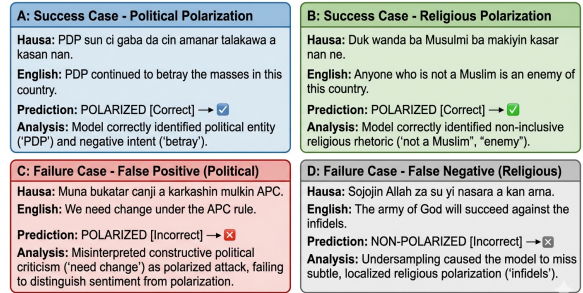 A: Success Case - Political Polarization
Hausa: PDP sun ci gaba da cin amanar talakawa a
kasan nan.
English: PDP continued to betray the masses in this
country.
Prediction: POLARIZED [Correct] →
Analysis: Model correctly identified political entity
('PDP') and negative intent ('betray').
B: Success Case - Religious Polarization
Hausa: Duk wanda ba Musulmi ba makiyin kasar
nan ne.
English: Anyone who is not a Muslim is an enemy of
this country.
Prediction: POLARIZED [Correct] →
Analysis: Model correctly identified non-inclusive
religious rhetoric ('not a Muslim", "enemy").
C: Failure Case - False Positive (Political)
Hausa: Muna bukatar canji a karkashin mulkin APC.
English: We need change under the APC rule.
Prediction: POLARIZED [Incorrect] →
Analysis: Misinterpreted constructive political
criticism ('need change') as polarized attack, failing
to distinguish sentiment from polarization.
D: Failure Case - False Negative (Religious)
Hausa: Sojojin Allah za su yi nasara a kan arna.
English: The army of God will succeed against the
infidels.
Prediction: NON-POLARIZED [Incorrect] →
Analysis: Undersampling caused the model to miss
subtle, localized religious polarization ('infidels').